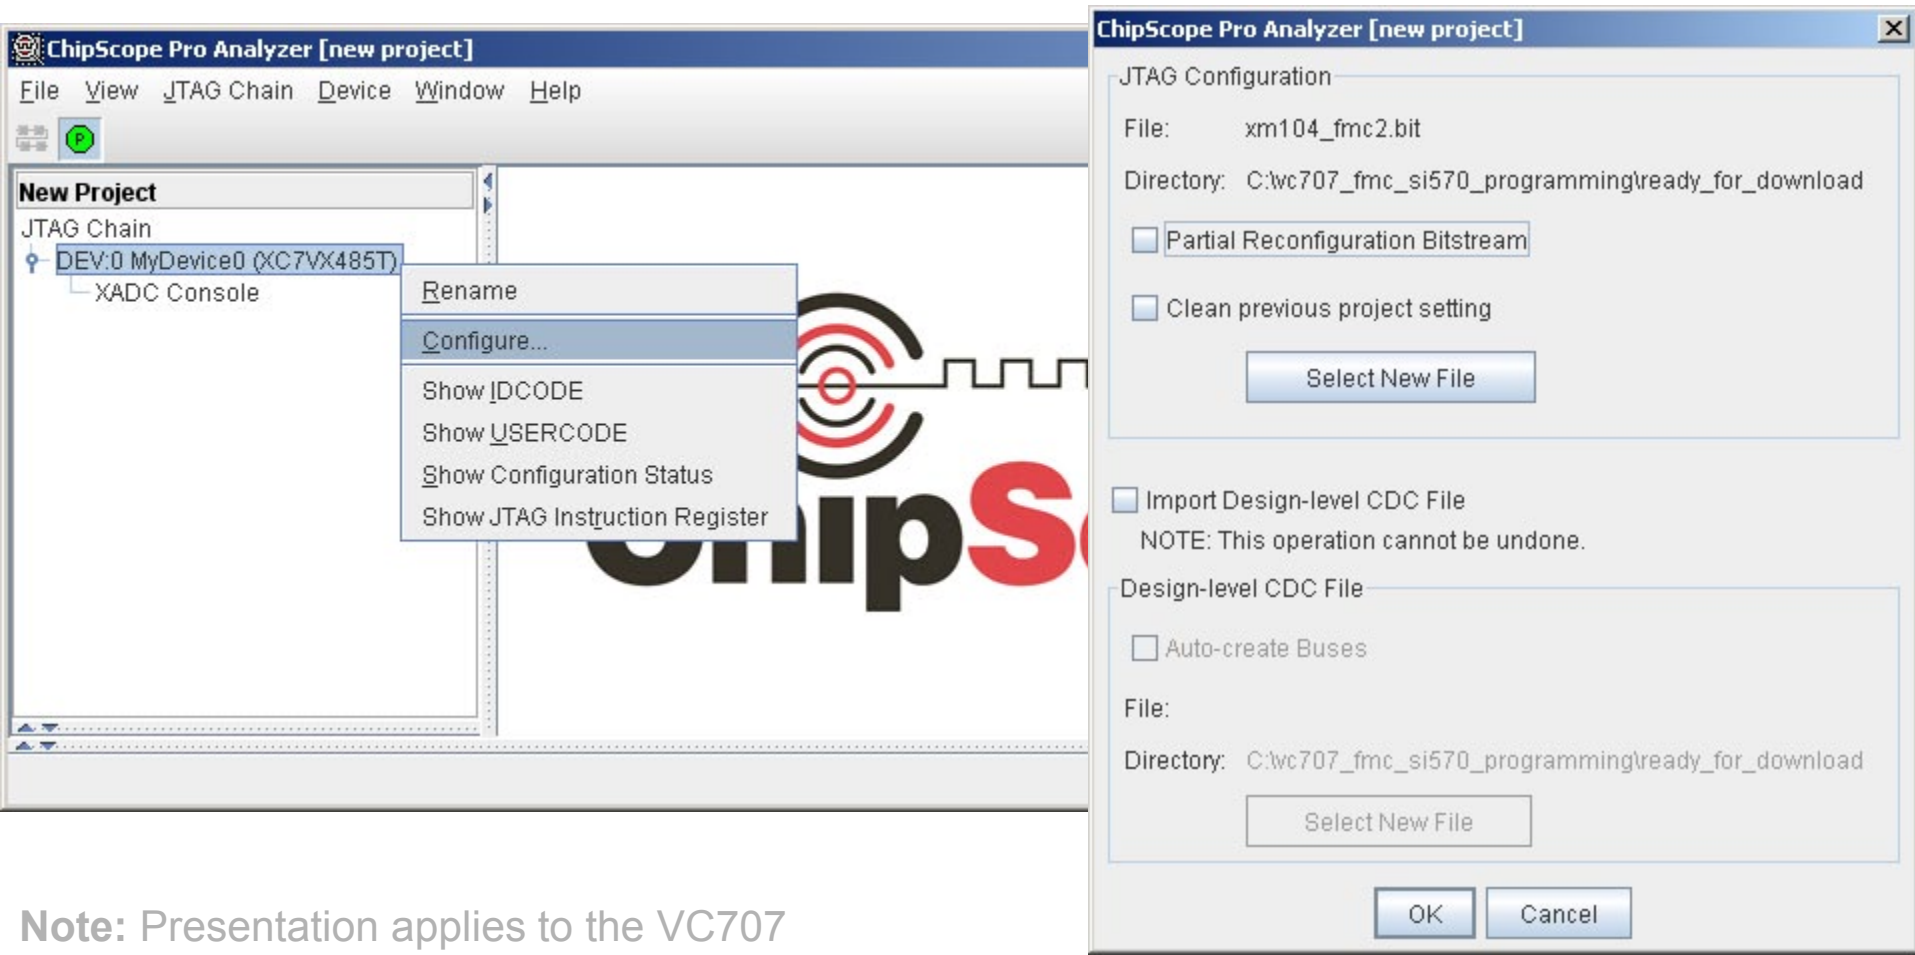 ChipScope Pro Analyzer [new project]
File View JTAG Chain Device Window Help
P
New Project
JTAG Chain
DEV:0 MyDevice0 (XC7VX485T)
XADC Console
Rename
Configure...
Show IDCODE
Show USERCODE
Show Configuration Status
Show JTAG Instruction Register
ChipS
Note: Presentation applies to the VC707
ChipScope Pro Analyzer [new project]
JTAG Configuration
File: xm104_fmc2.bit
Directory: C:\vc707_fmc_si570_programming\ready_for_download
Partial Reconfiguration Bitstream
Clean previous project setting
Select New File
Import Design-level CDC File
NOTE: This operation cannot be undone.
Design-level CDC File
Auto-create Buses
File:
Directory: C:\vc707_fmc_si570_programming\ready_for_download
Select New File
OK Cancel